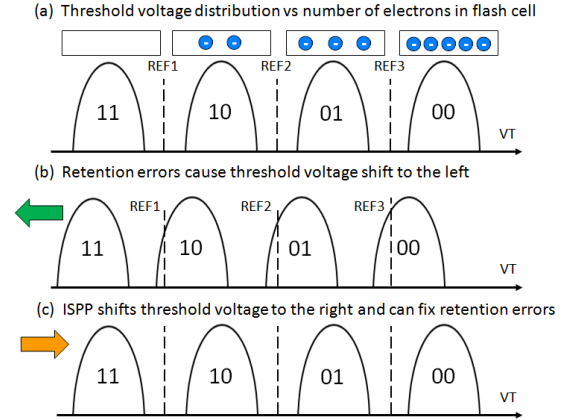 (a) Threshold voltage distribution vs number of electrons in flash cell
- - - - - - - - - -
REF1 REF2 REF3
11 10 01 00
VT
(b) Retention errors cause threshold voltage shift to the left
REF1 REF2 REF3
11 10 01 00
VT
(c) ISPP shifts threshold voltage to the right and can fix retention errors
11 10 01 00
VT